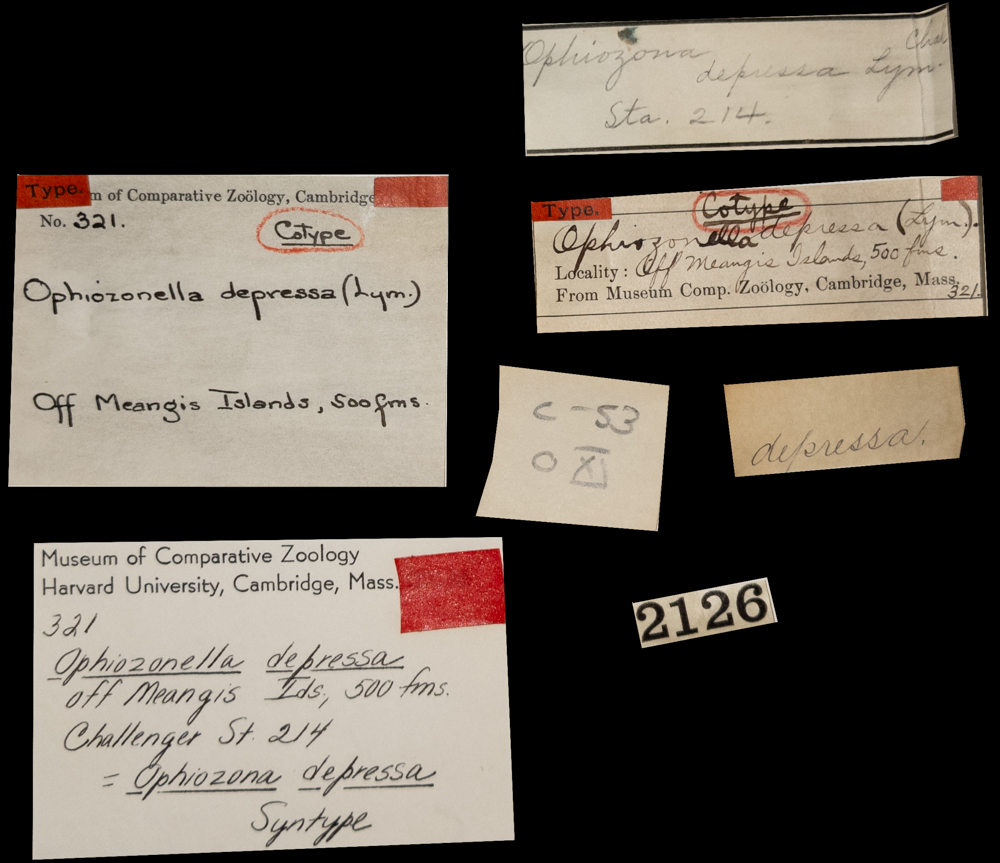 Ophiozona Chal
depressa Lym.
Sta. 214.
Type. m of Comparative Zoölogy, Cambridge
No. 321.
Cotype
Ophiozonella depressa (Lym.)
Off Meangis Islands, 500 fms.
Type. Cotype
Ophiozonella depressa (Lym.).
Locality: Off Meangis Islands, 500 fms.
From Museum Comp. Zoölogy, Cambridge, Mass.
321.
C-53
O XI
depressa.
Museum of Comparative Zoology
Harvard University, Cambridge, Mass.
321
Ophiozonella depressa
off Meangis Ids., 500 fms.
Challenger St. 214
= Ophiozona depressa
Syntype
2126